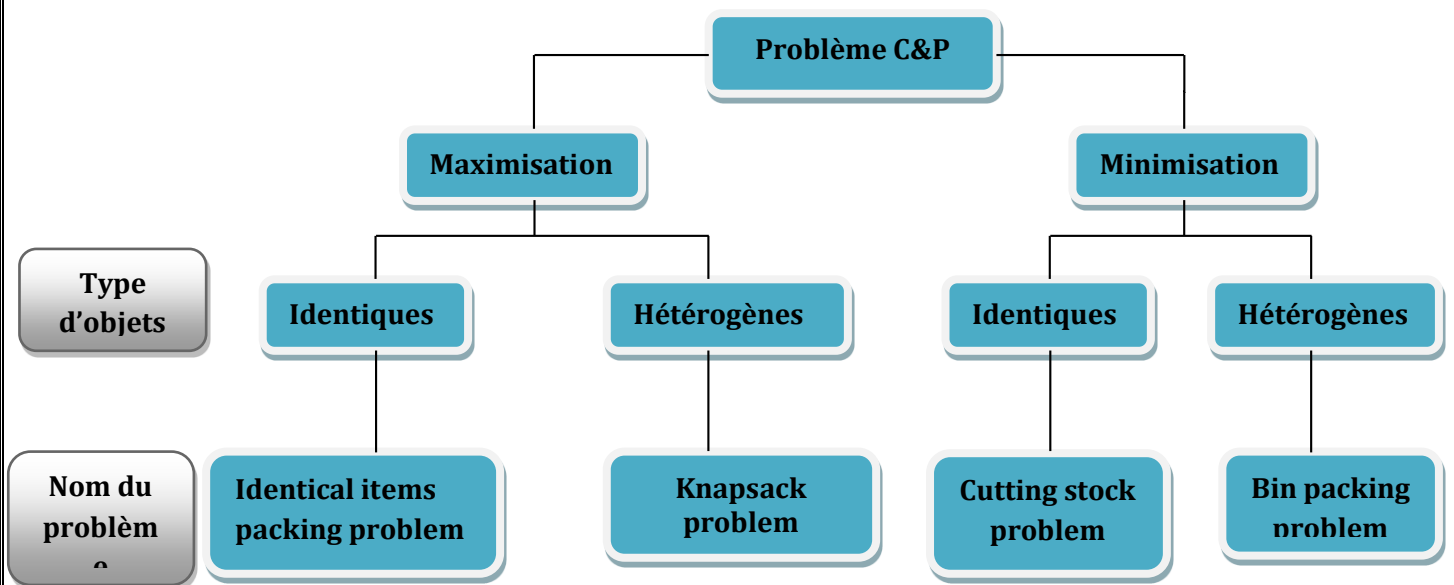 Problème C&P
Maximisation
Minimisation
Type
d'objets
Identiques
Hétérogènes
Identiques
Hétérogènes
Nom du
problèm
Identical items
packing problem
Knapsack
problem
Cutting stock
problem
Bin packing
problem